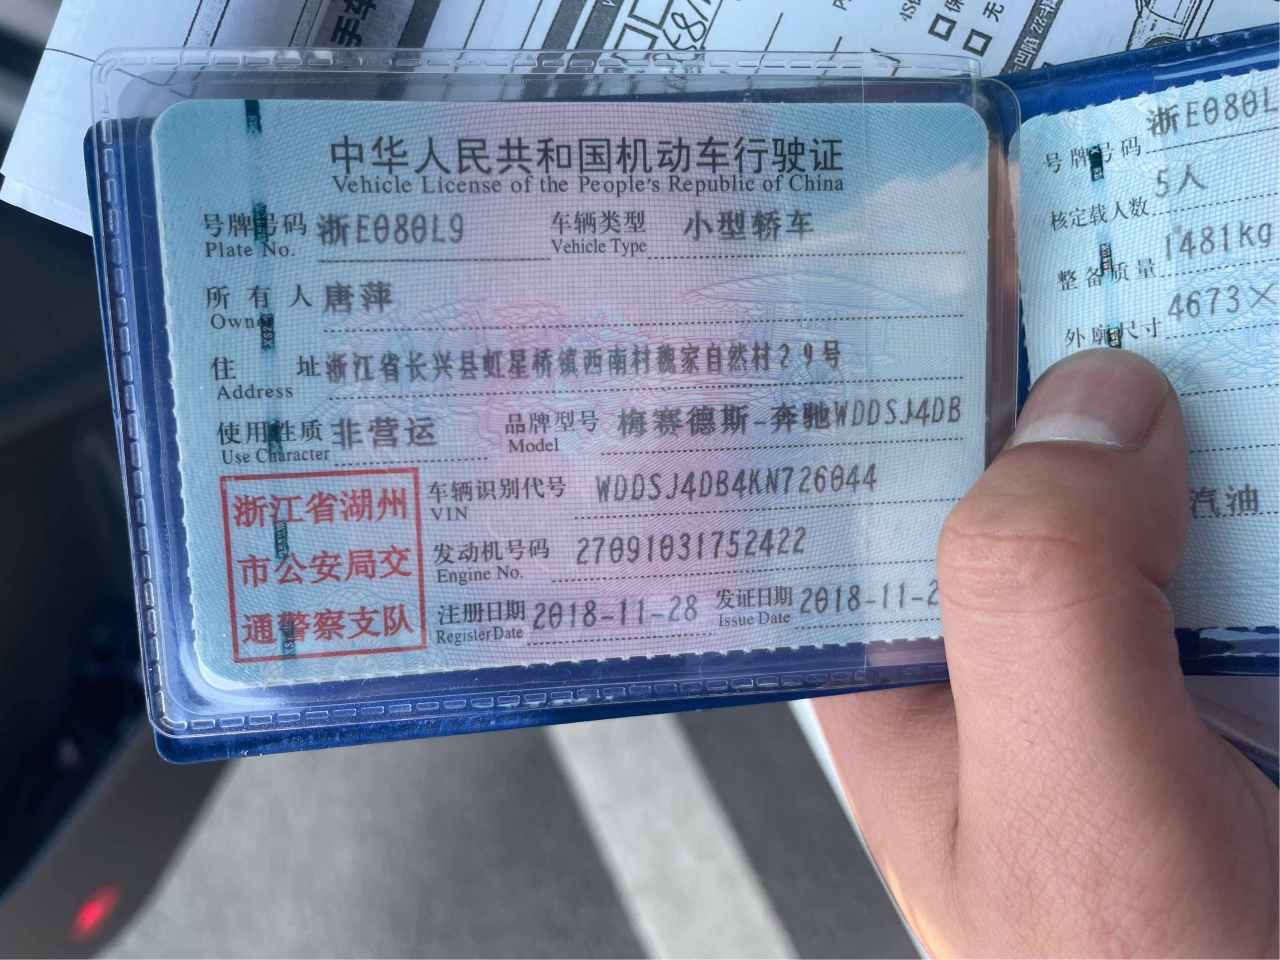 中华人民共和国机动车行驶证
Vehicle License of the People's Republic of China
号牌号码 浙E080L9 车辆类型 小型轿车
Plate No. Vehicle Type
所有人 唐萍
Owner
住址 浙江省长兴县虹星桥镇西南村魏家自然村29号
Address
使用性质 非营运 品牌型号 梅赛德斯-奔驰WDDSJ4DB
Use Character Model
浙江省湖州
市公安局交
通警察支队
车辆识别代号 WDDSJ4DB4KN726044
VIN
发动机号码 27091031752422
Engine No.
注册日期 2018-11-28 发证日期 2018-11-2
Register Date Issue Date
号牌号码 浙E080L
核定载人数 5人
整备质量 1481kg
外廓尺寸 4673×
汽油